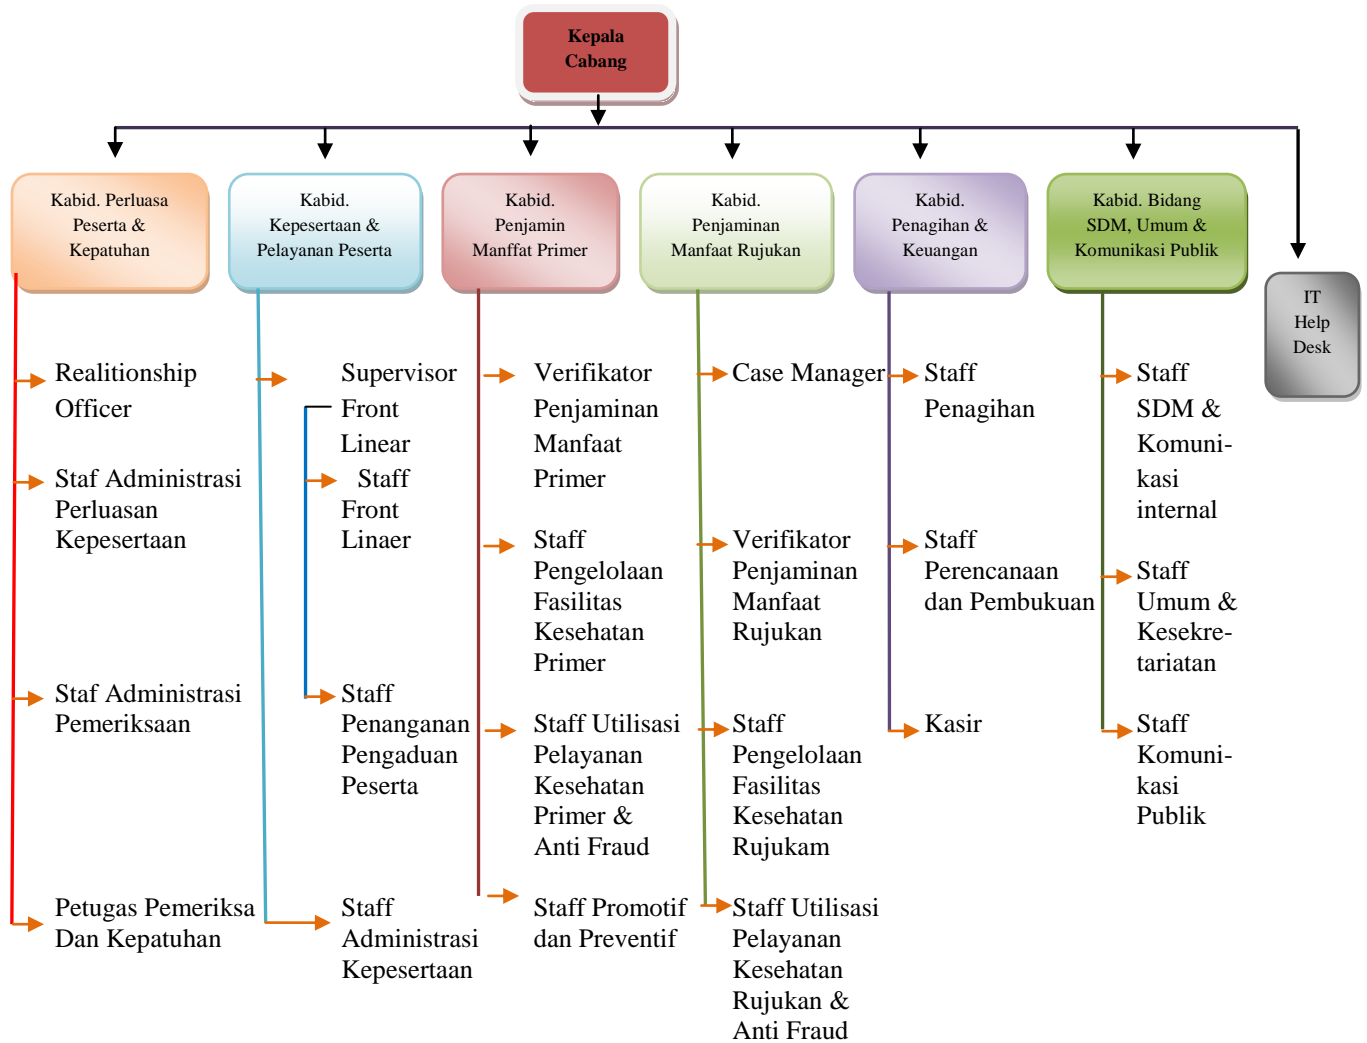 Kepala
Cabang
Kabid. Perluasa
Peserta &
Kepatuhan
Kabid.
Kepesertaan &
Pelayanan Peserta
Kabid.
Penjamin
Manffat Primer
Kabid.
Penjaminan
Manfaat Rujukan
Kabid.
Penagihan &
Keuangan
Kabid. Bidang
SDM, Umum &
Komunikasi Publik
IT
Help
Desk
Realitionship
Officer
Staf Administrasi
Perluasan
Kepesertaan
Staf Administrasi
Pemeriksaan
Petugas Pemeriksa
Dan Kepatuhan
Supervisor
Front
Linear
Staff
Front
Linaer
Staff
Penanganan
Pengaduan
Peserta
Staff
Administrasi
Kepesertaan
Verifikator
Penjaminan
Manfaat
Primer
Staff
Pengelolaan
Fasilitas
Kesehatan
Primer
Staff Utilisasi
Pelayanan
Kesehatan
Primer &
Anti Fraud
Staff Promotif
dan Preventif
Case Manager
Verifikator
Penjaminan
Manfaat
Rujukan
Staff
Pengelolaan
Fasilitas
Kesehatan
Rujukam
Staff Utilisasi
Pelayanan
Kesehatan
Rujukan &
Anti Fraud
Staff
Penagihan
Staff
Perencanaan
dan Pembukuan
Kasir
Staff
SDM &
Komuni-
kasi
internal
Staff
Umum &
Kesekre-
tariatan
Staff
Komuni-
kasi
Publik